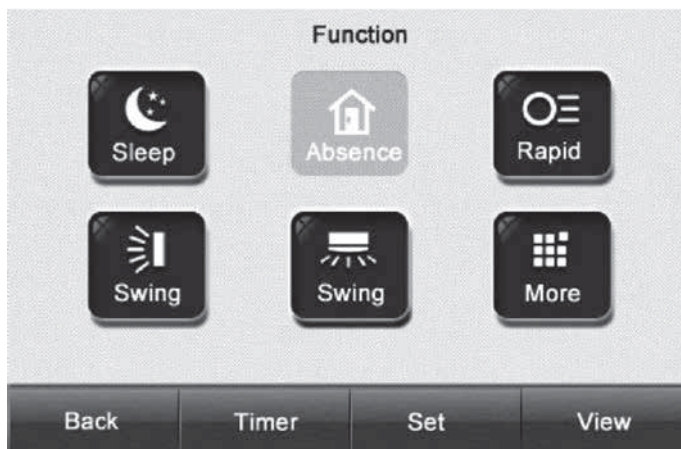 Function
Sleep
Absence
Rapid
Swing
Swing
More
Back
Timer
Set
View